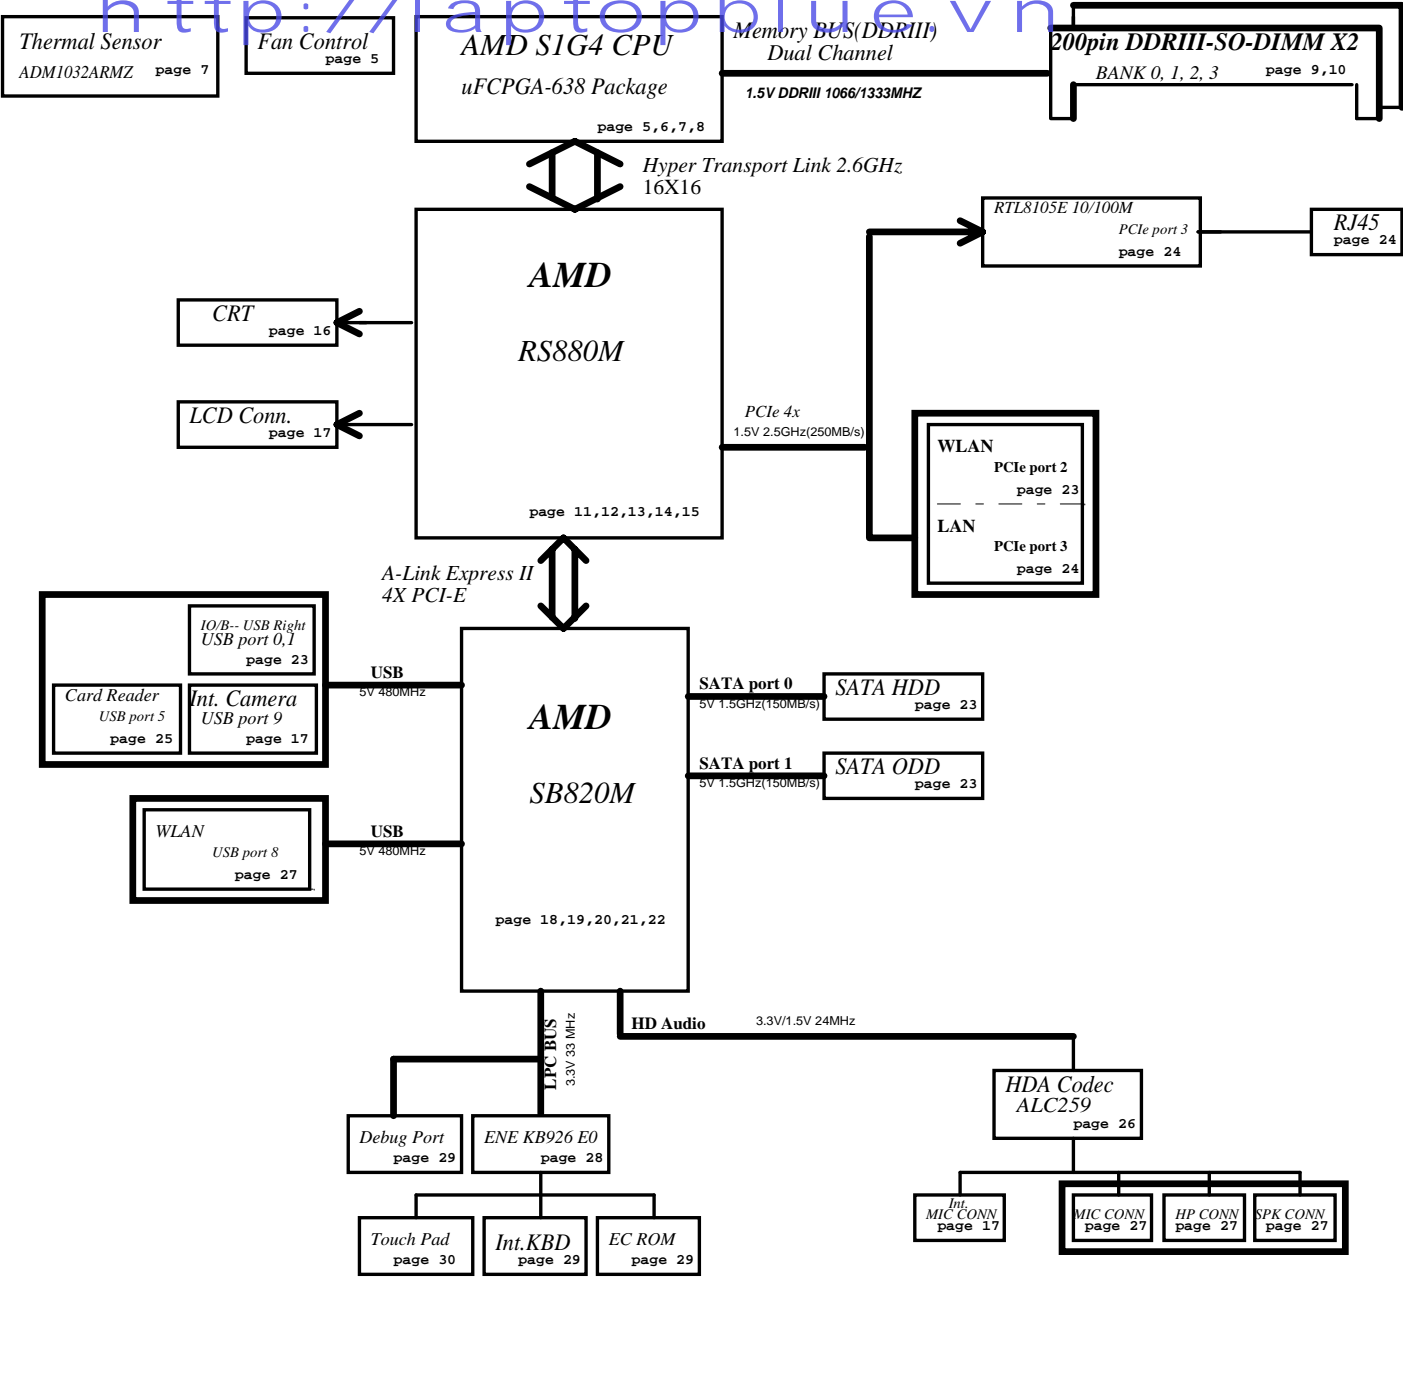 http://laptopblue.vn
Thermal Sensor
ADM1032ARMZ page 7
Fan Control
page 5
AMD S1G4 CPU
uFCPGA-638 Package
page 5,6,7,8
Memory BUS(DDRIII)
Dual Channel
1.5V DDRIII 1066/1333MHZ
200pin DDRIII-SO-DIMM X2
BANK 0, 1, 2, 3 page 9,10
Hyper Transport Link 2.6GHz
16X16
RTL8105E 10/100M
PCIe port 3
page 24
RJ45
page 24
AMD
RS880M
page 11,12,13,14,15
CRT
page 16
LCD Conn.
page 17
PCIe 4x
1.5V 2.5GHz(250MB/s)
WLAN
PCIe port 2
page 23
LAN
PCIe port 3
page 24
A-Link Express II
4X PCI-E
IO/B-- USB Right
USB port 0,1
page 23
Card Reader
USB port 5
page 25
Int. Camera
USB port 9
page 17
USB
5V 480MHz
WLAN
USB port 8
page 27
USB
5V 480MHz
AMD
SB820M
page 18,19,20,21,22
SATA port 0
5V 1.5GHz(150MB/s)
SATA HDD
page 23
SATA port 1
5V 1.5GHz(150MB/s)
SATA ODD
page 23
LPC BUS
3.3V 33 MHz
HD Audio
3.3V/1.5V 24MHz
HDA Codec
ALC259
page 26
Debug Port
page 29
ENE KB926 E0
page 28
Touch Pad
page 30
Int.KBD
page 29
EC ROM
page 29
Int.
MIC CONN
page 17
MIC CONN
page 27
HP CONN
page 27
SPK CONN
page 27